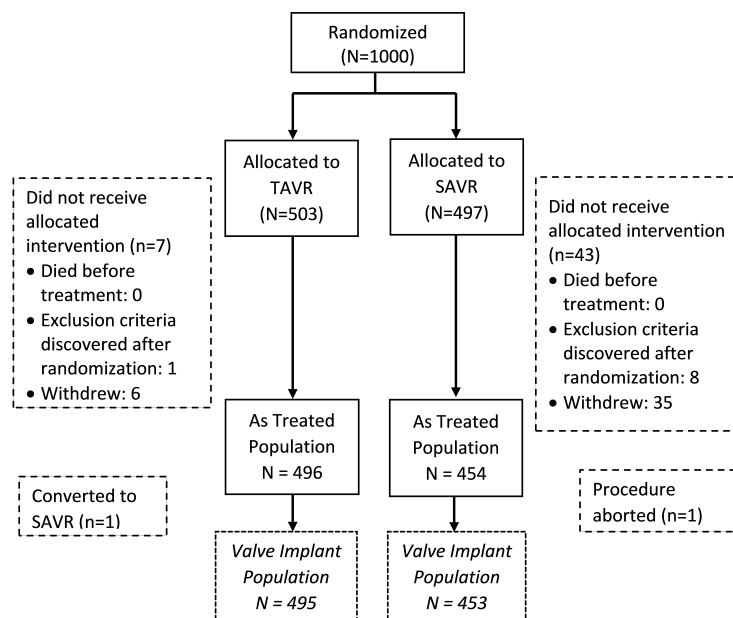 Randomized
(N=1000)
Allocated to
TAVR
(N=503)
Allocated to
SAVR
(N=497)
Did not receive
allocated
intervention (n=7)
• Died before
treatment: 0
• Exclusion criteria
discovered after
randomization: 1
• Withdrew: 6
Did not receive
allocated intervention
(n=43)
• Died before
treatment: 0
• Exclusion criteria
discovered after
randomization: 8
• Withdrew: 35
As Treated
Population
N = 496
As Treated
Population
N = 454
Converted to
SAVR (n=1)
Procedure
aborted (n=1)
Valve Implant
Population
N = 495
Valve Implant
Population
N = 453